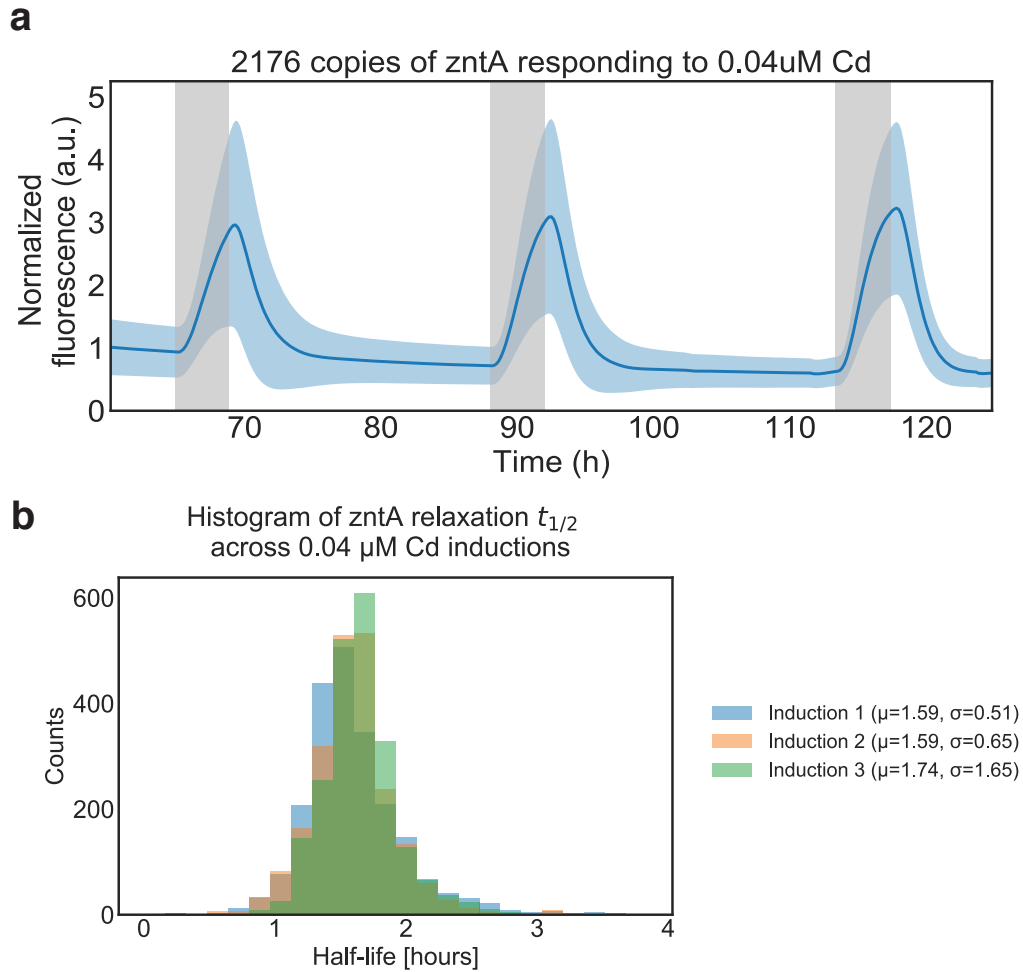 a
2176 copies of zntA responding to 0.04uM Cd
Normalized
fluorescence (a.u.)
5
4
3
2
1
0
70 80 90 100 110 120
Time (h)
b
Histogram of zntA relaxation t1/2
across 0.04 μM Cd inductions
Counts
600
400
200
0
0 1 2 3 4
Half-life [hours]
Induction 1 (μ=1.59, σ=0.51)
Induction 2 (μ=1.59, σ=0.65)
Induction 3 (μ=1.74, σ=1.65)